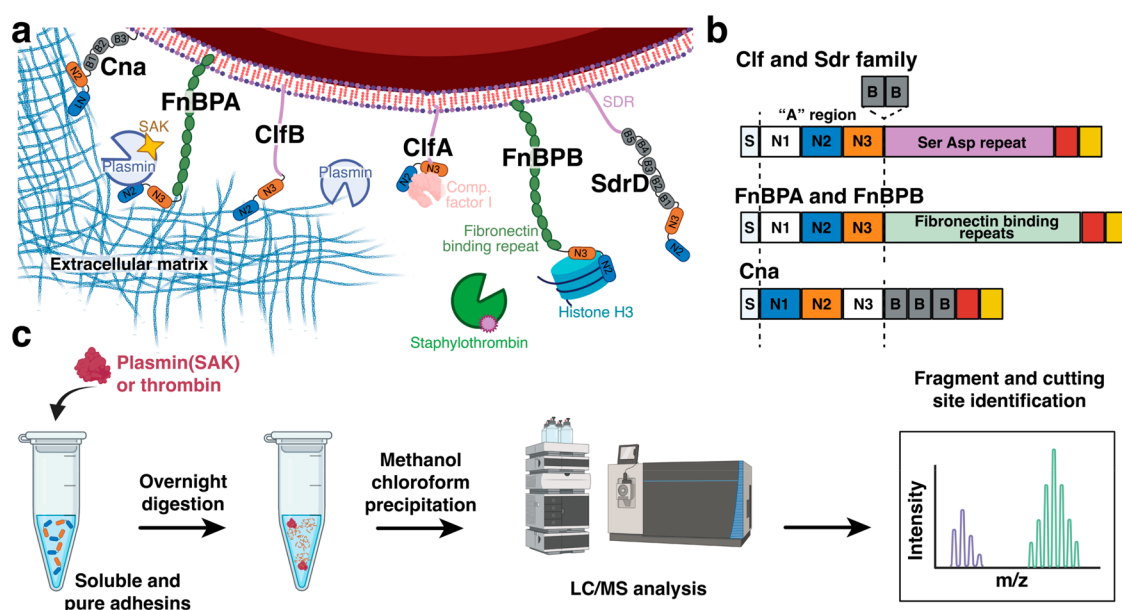 a
B1
B2
B3
N2
N1
Cna
FnBPA
SAK
Plasmin
N2
N3
ClfB
N3
N2
Plasmin
ClfA
N2
N3
Comp.
factor I
FnBPB
Fibronectin
binding repeat
N3
N2
Histone H3
Staphylothrombin
SDR
B5
B4
B3
B2
B1
SdrD
N3
N2
Extracellular matrix
b
Clf and Sdr family
B B
“A” region
S N1 N2 N3 Ser Asp repeat
FnBPA and FnBPB
S N1 N2 N3 Fibronectin binding
repeats
Cna
S N1 N2 N3 B B B
c
Plasmin(SAK)
or thrombin
Soluble and
pure adhesins
Overnight
digestion
Methanol
chloroform
precipitation
LC/MS analysis
Fragment and cutting
site identification
Intensity
m/z